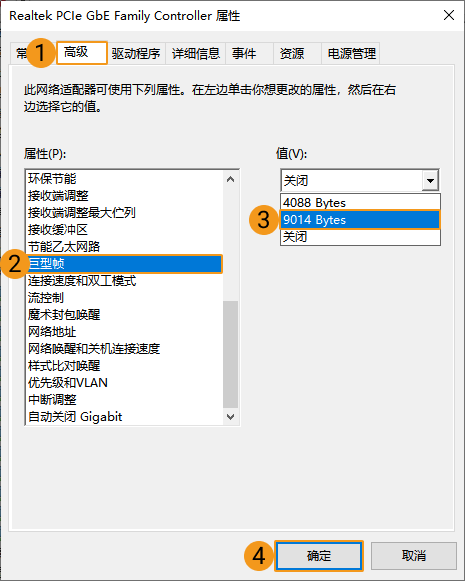 Realtek PCIe GbE Family Controller 属性
常
1
高级
驱动程序
详细信息
事件
资源
电源管理
此网络适配器可使用下列属性。在左边单击你想更改的属性，然后在右
边选择它的值。
属性(P):
值(V):
环保节能
接收端调整
接收端调整最大伫列
接收缓冲区
节能乙太网路
2
巨型帧
连接速度和双工模式
流控制
魔术封包唤醒
网络地址
网络唤醒和关机连接速度
样式比对唤醒
优先级和VLAN
中断调整
自动关闭 Gigabit
关闭
4088 Bytes
3
9014 Bytes
关闭
4
确定
取消